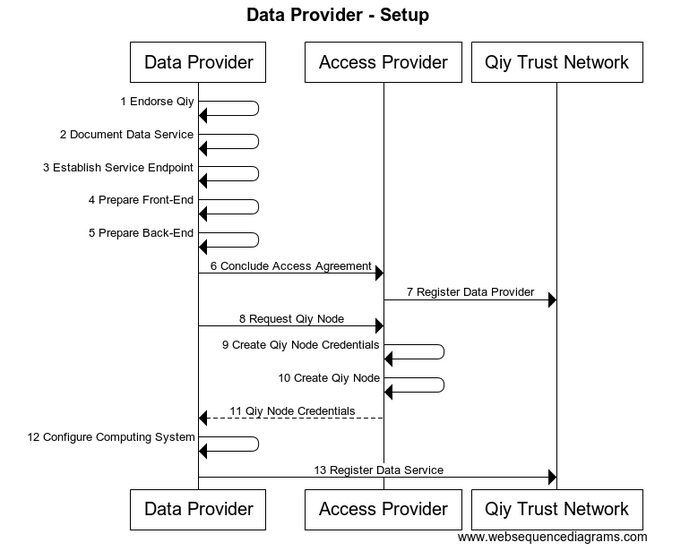 Data Provider - Setup
Data Provider
Access Provider
Qiy Trust Network
1 Endorse Qiy
2 Document Data Service
3 Establish Service Endpoint
4 Prepare Front-End
5 Prepare Back-End
6 Conclude Access Agreement
7 Register Data Provider
8 Request Qiy Node
9 Create Qiy Node Credentials
10 Create Qiy Node
11 Qiy Node Credentials
12 Configure Computing System
13 Register Data Service
Data Provider
Access Provider
Qiy Trust Network
www.websequencediagrams.com